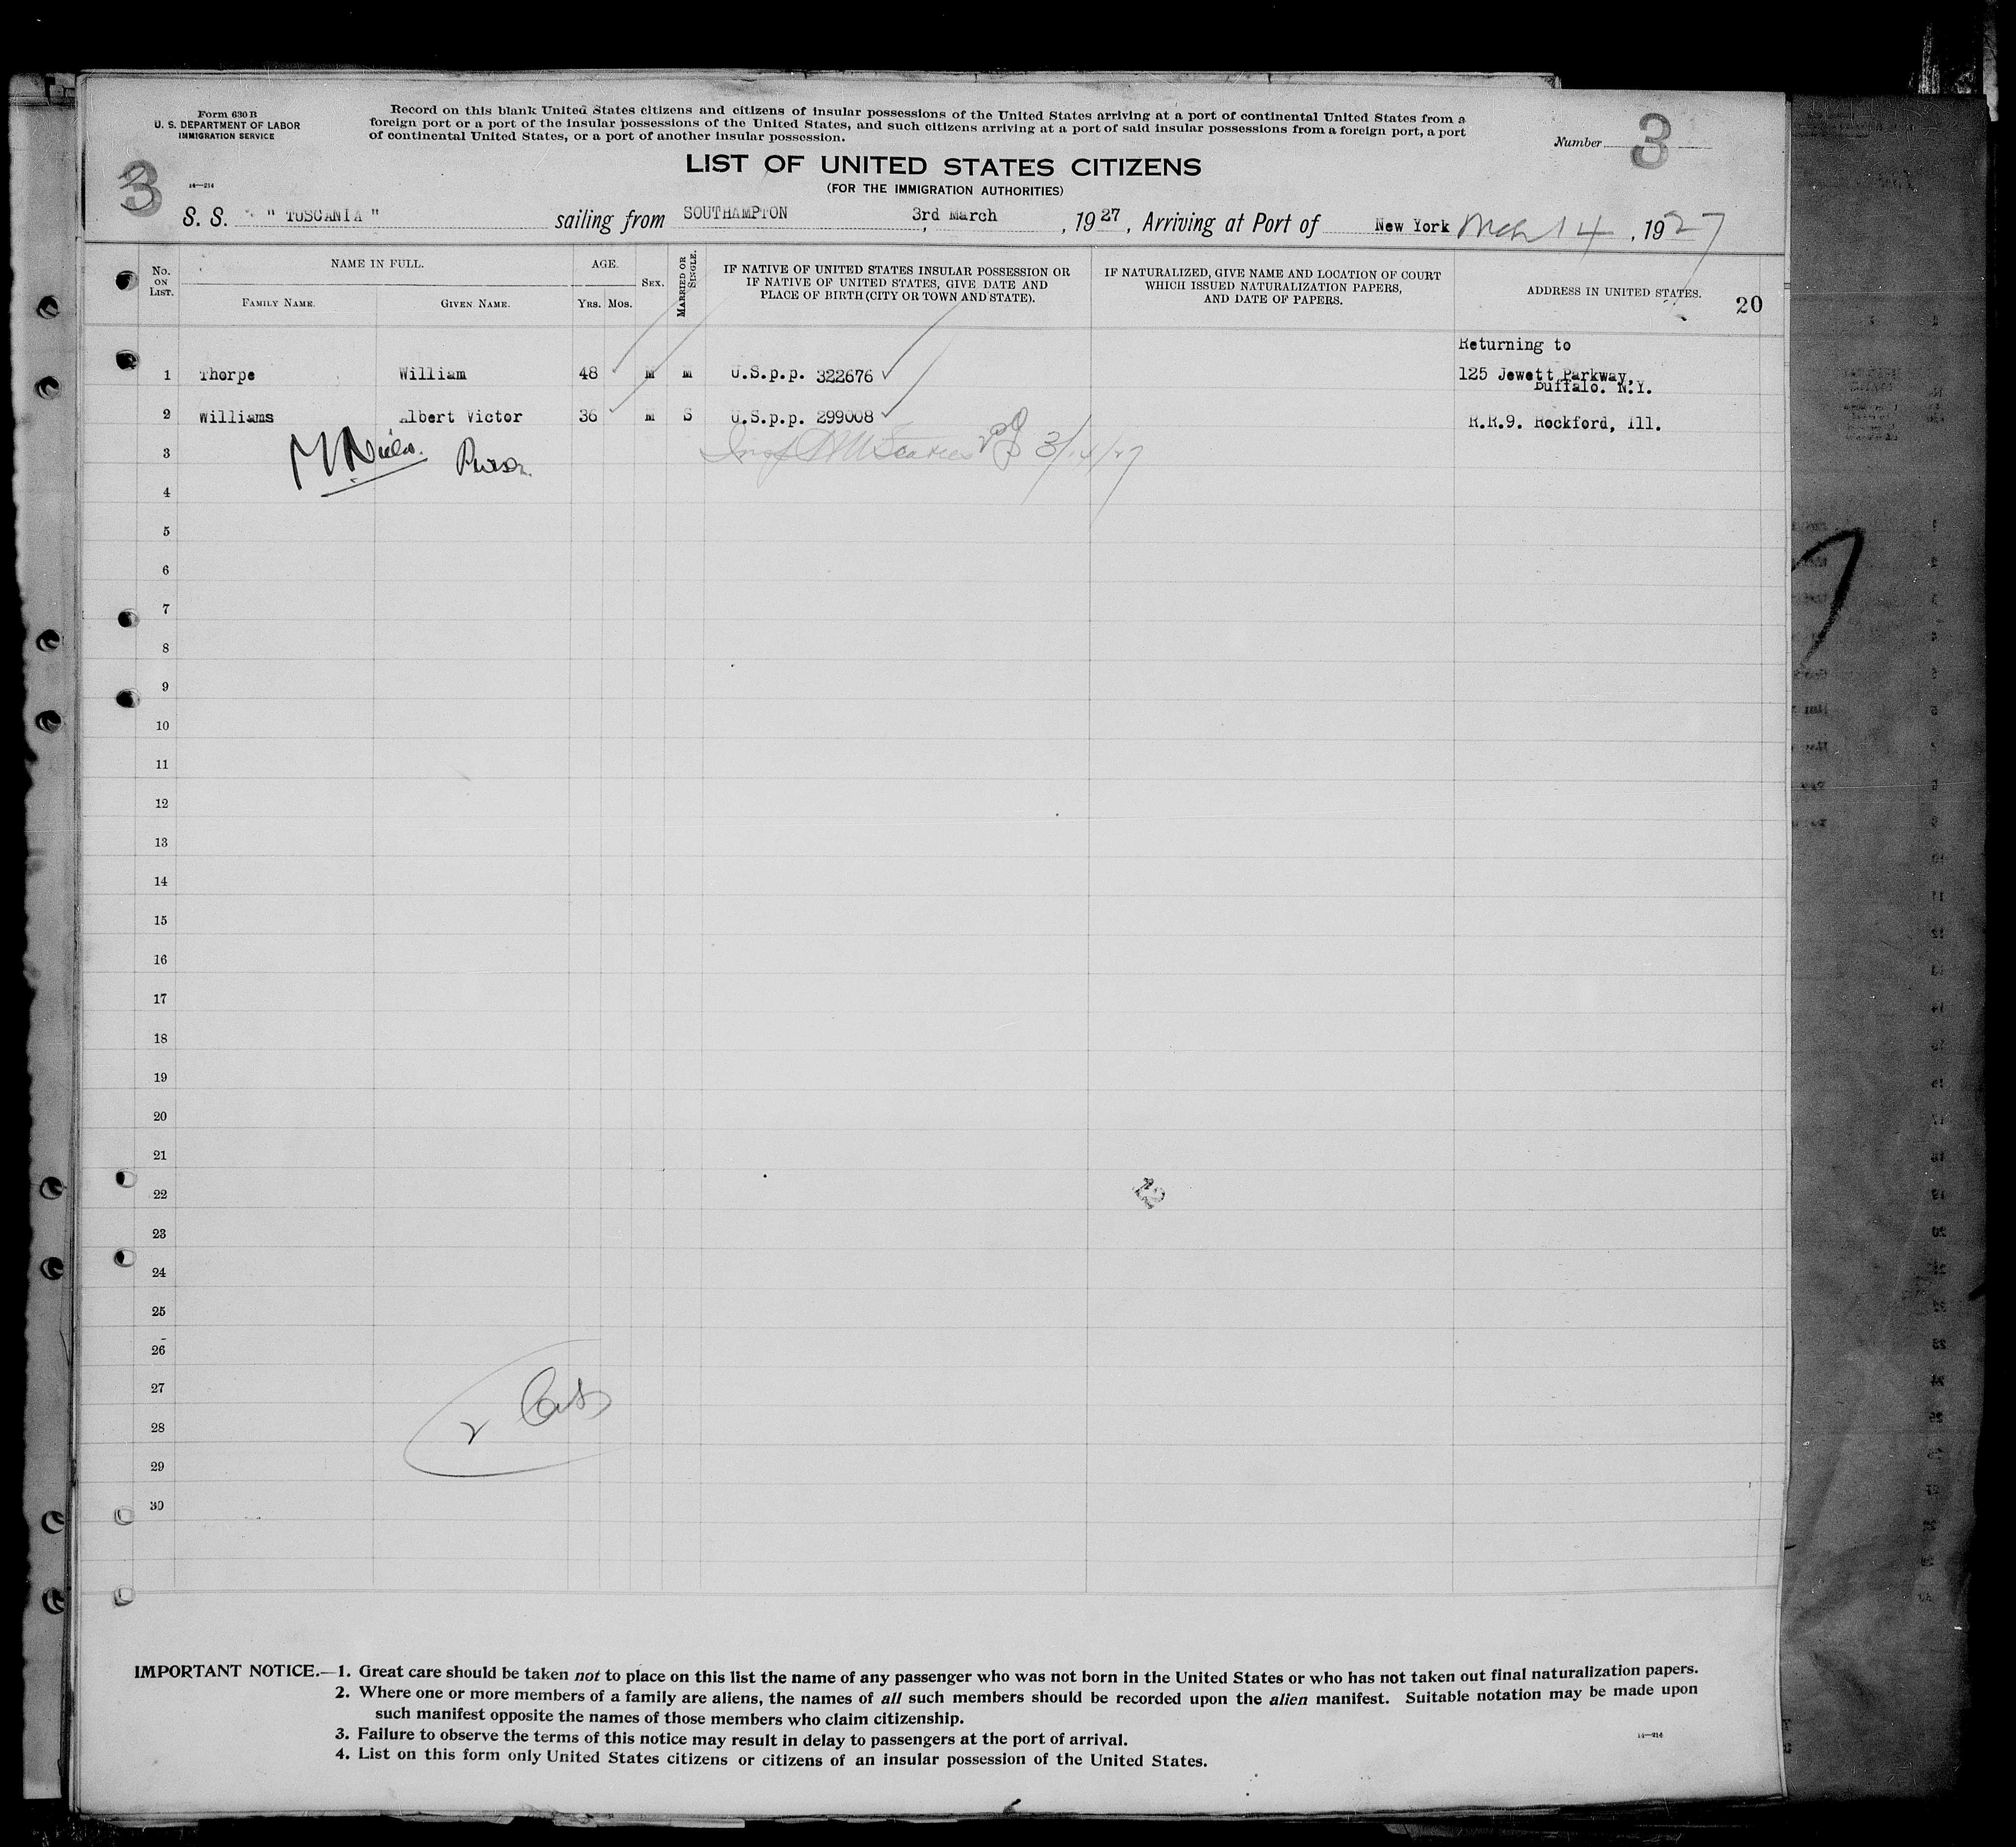 Form 630 B
U. S. DEPARTMENT OF LABOR
IMMIGRATION SERVICE
Record on this blank United States citizens and citizens of insular possessions of the United States arriving at a port of continental United States from a
foreign port or a port of the insular possessions of the United States, and such citizens arriving at a port of said insular possessions from a foreign port, a port
of continental United States, or a port of another insular possession.
Number 3
3
14—214
LIST OF UNITED STATES CITIZENS
(FOR THE IMMIGRATION AUTHORITIES)
S. S. " TUSCANIA " sailing from SOUTHAMPTON, 3rd March, 1927, Arriving at Port of New York Mch 14, 1927
No. ON LIST.
NAME IN FULL.
FAMILY NAME.
GIVEN NAME.
AGE.
YRS. MOS.
SEX.
MARRIED OR SINGLE.
IF NATIVE OF UNITED STATES INSULAR POSSESSION OR
IF NATIVE OF UNITED STATES, GIVE DATE AND
PLACE OF BIRTH (CITY OR TOWN AND STATE).
IF NATURALIZED, GIVE NAME AND LOCATION OF COURT
WHICH ISSUED NATURALIZATION PAPERS,
AND DATE OF PAPERS.
ADDRESS IN UNITED STATES.
20
Returning to
1 Thorpe William 48 M M U.S.p.p. 322676 125 Jewett Parkway,
Buffalo. N.Y.
2 Williams Albert Victor 36 M S U.S.p.p. 299008 R.R.9. Rockford, Ill.
3 3/14/27
4
5
6
7
8
9
10
11
12
13
14
15
16
17
18
19
20
21
22
12
23
24
25
26
27
28
29
30
IMPORTANT NOTICE.—1. Great care should be taken not to place on this list the name of any passenger who was not born in the United States or who has not taken out final naturalization papers.
2. Where one or more members of a family are aliens, the names of all such members should be recorded upon the alien manifest. Suitable notation may be made upon
such manifest opposite the names of those members who claim citizenship.
3. Failure to observe the terms of this notice may result in delay to passengers at the port of arrival.
4. List on this form only United States citizens or citizens of an insular possession of the United States.
14—214